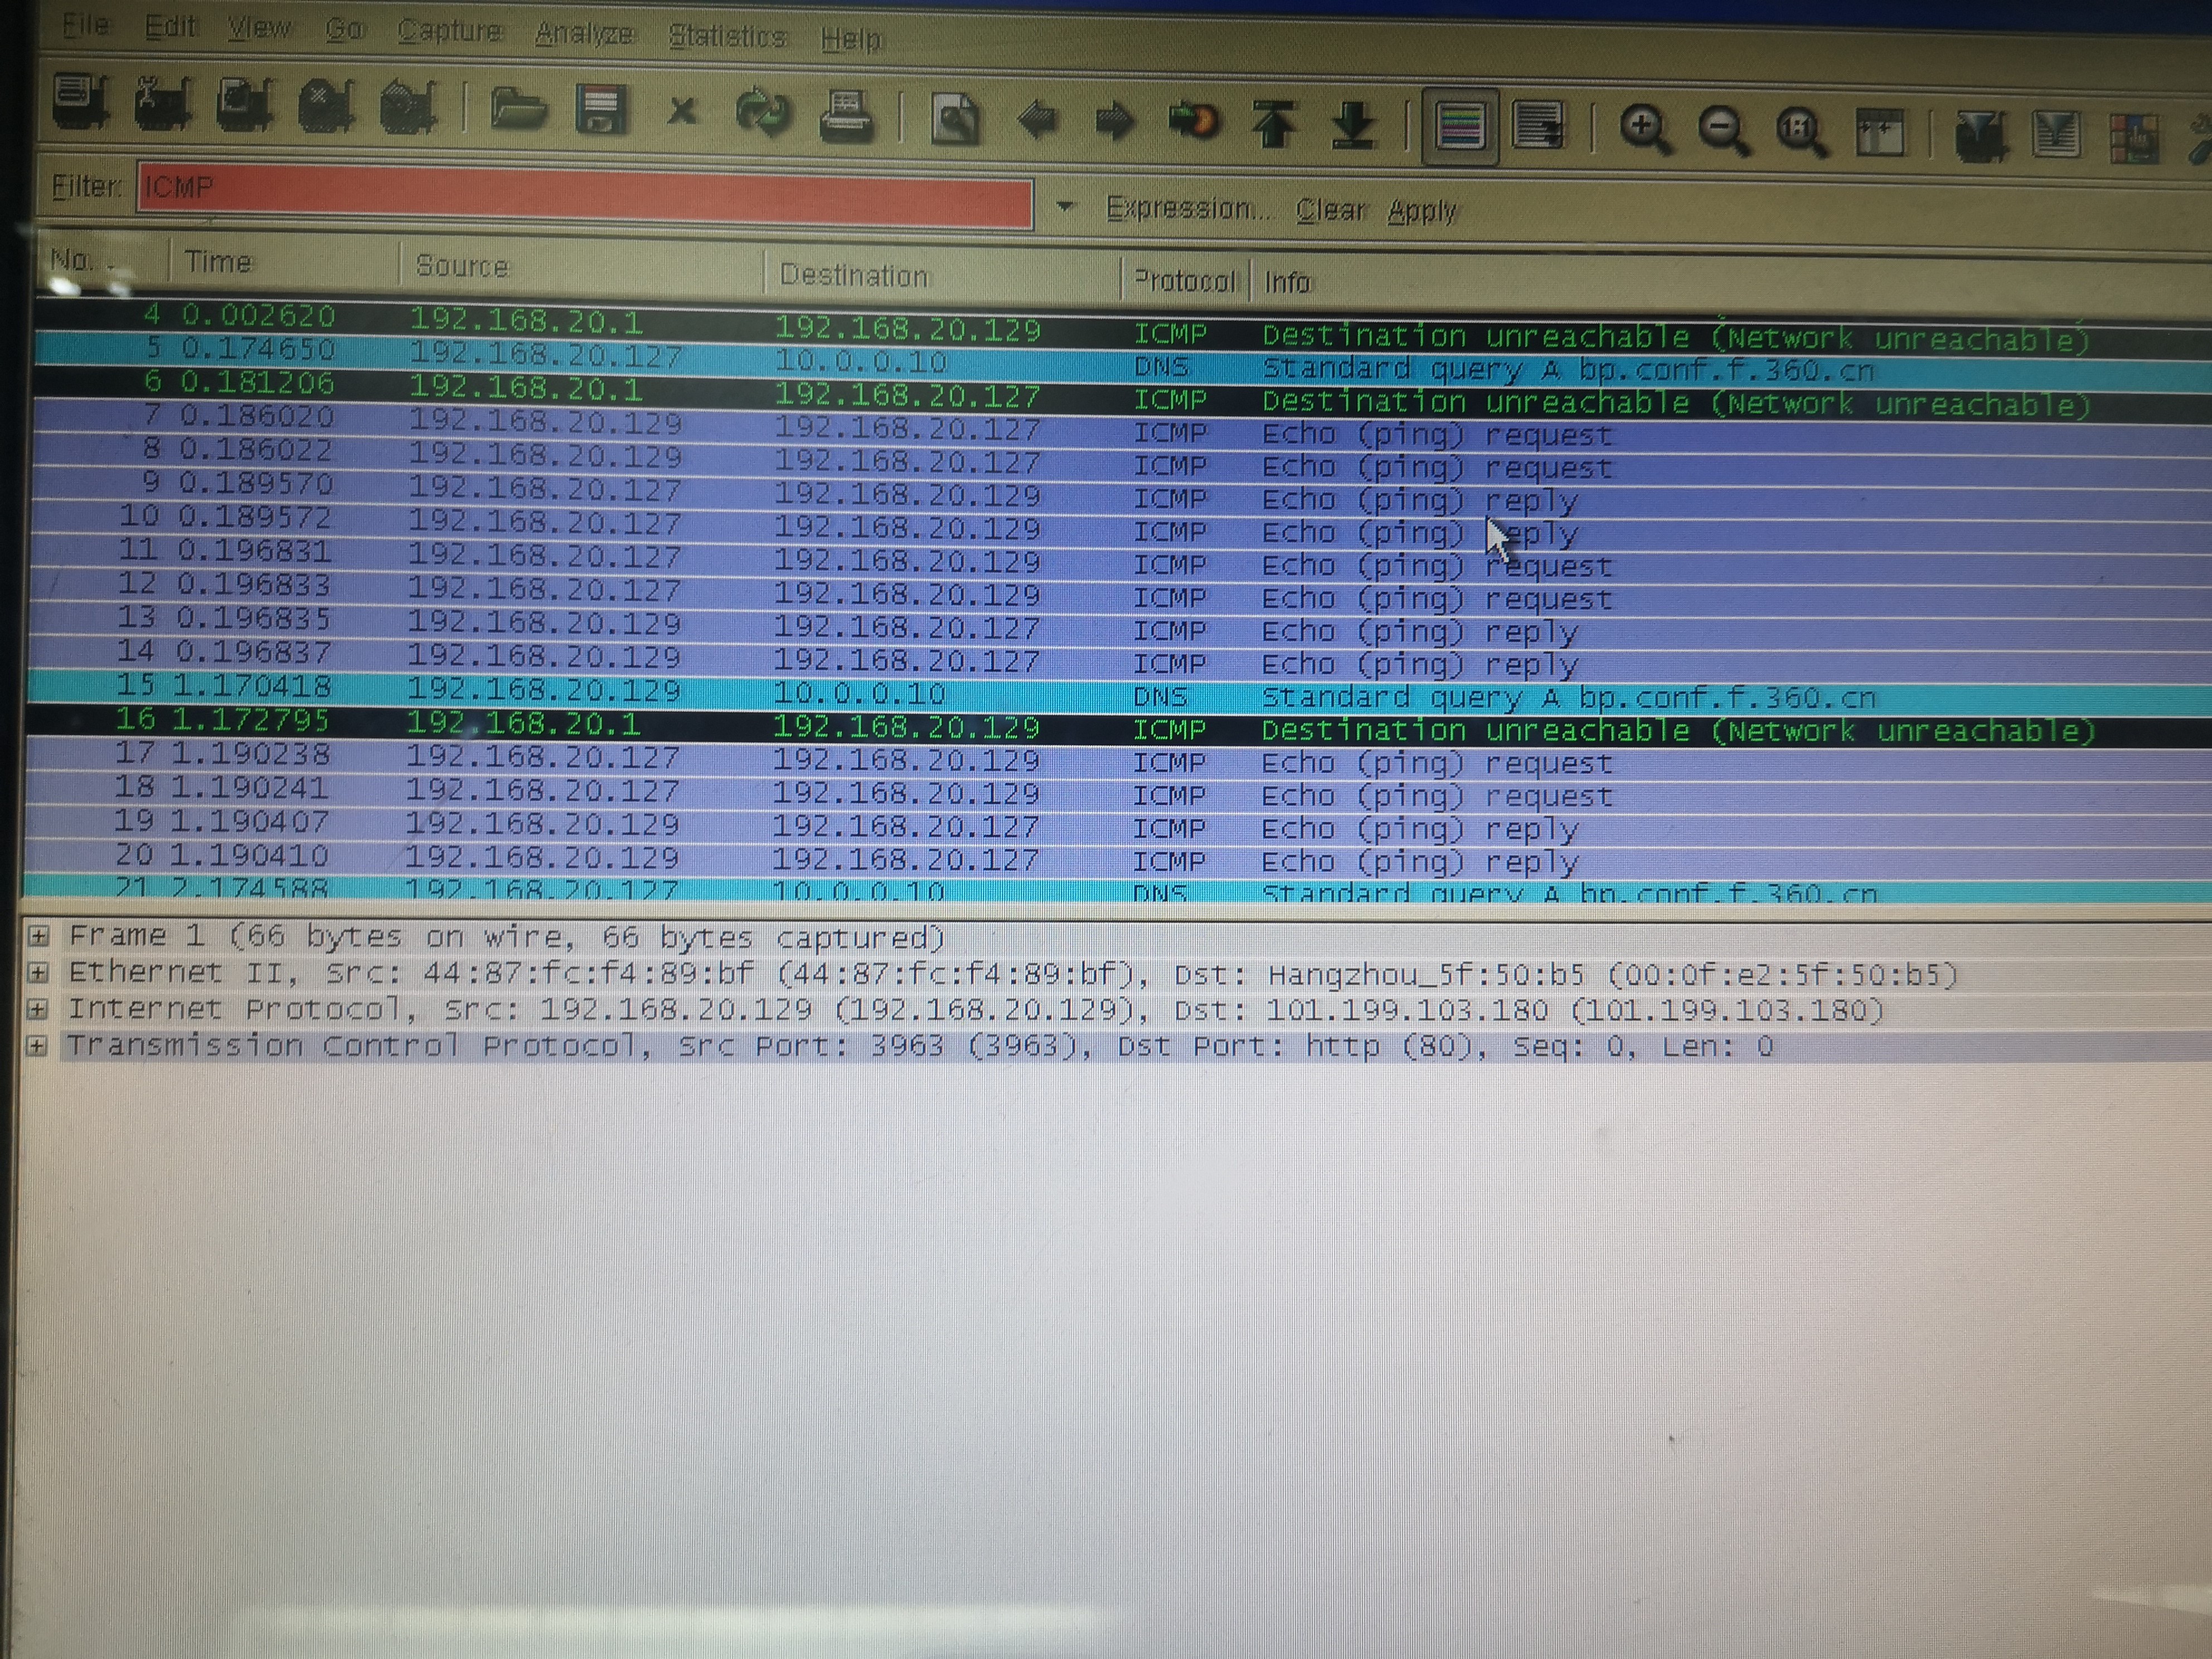 File Edit View Go Capture Analyze Statistics Help
Filter: ICMP Expression... Clear Apply
No. . Time Source Destination Protocol Info
4 0.002620 192.168.20.1 192.168.20.129 ICMP Destination unreachable (Network unreachable)
5 0.174650 192.168.20.127 10.0.0.10 DNS Standard query A bp.conf.f.360.cn
6 0.181206 192.168.20.1 192.168.20.127 ICMP Destination unreachable (Network unreachable)
7 0.186020 192.168.20.129 192.168.20.127 ICMP Echo (ping) request
8 0.186022 192.168.20.129 192.168.20.127 ICMP Echo (ping) request
9 0.189570 192.168.20.127 192.168.20.129 ICMP Echo (ping) reply
10 0.189572 192.168.20.127 192.168.20.129 ICMP Echo (ping) reply
11 0.196831 192.168.20.127 192.168.20.129 ICMP Echo (ping) request
12 0.196833 192.168.20.127 192.168.20.129 ICMP Echo (ping) request
13 0.196835 192.168.20.129 192.168.20.127 ICMP Echo (ping) reply
14 0.196837 192.168.20.129 192.168.20.127 ICMP Echo (ping) reply
15 1.170418 192.168.20.129 10.0.0.10 DNS Standard query A bp.conf.f.360.cn
16 1.172795 192.168.20.1 192.168.20.129 ICMP Destination unreachable (Network unreachable)
17 1.190238 192.168.20.127 192.168.20.129 ICMP Echo (ping) request
18 1.190241 192.168.20.127 192.168.20.129 ICMP Echo (ping) request
19 1.190407 192.168.20.129 192.168.20.127 ICMP Echo (ping) reply
20 1.190410 192.168.20.129 192.168.20.127 ICMP Echo (ping) reply
21 2.174588 192.168.20.127 10.0.0.10 DNS Standard query A bp.conf.f.360.cn
Frame 1 (66 bytes on wire, 66 bytes captured)
Ethernet II, Src: 44:87:fc:f4:89:bf (44:87:fc:f4:89:bf), Dst: Hangzhou_5f:50:b5 (00:0f:e2:5f:50:b5)
Internet Protocol, Src: 192.168.20.129 (192.168.20.129), Dst: 101.199.103.180 (101.199.103.180)
Transmission Control Protocol, Src Port: 3963 (3963), Dst Port: http (80), Seq: 0, Len: 0